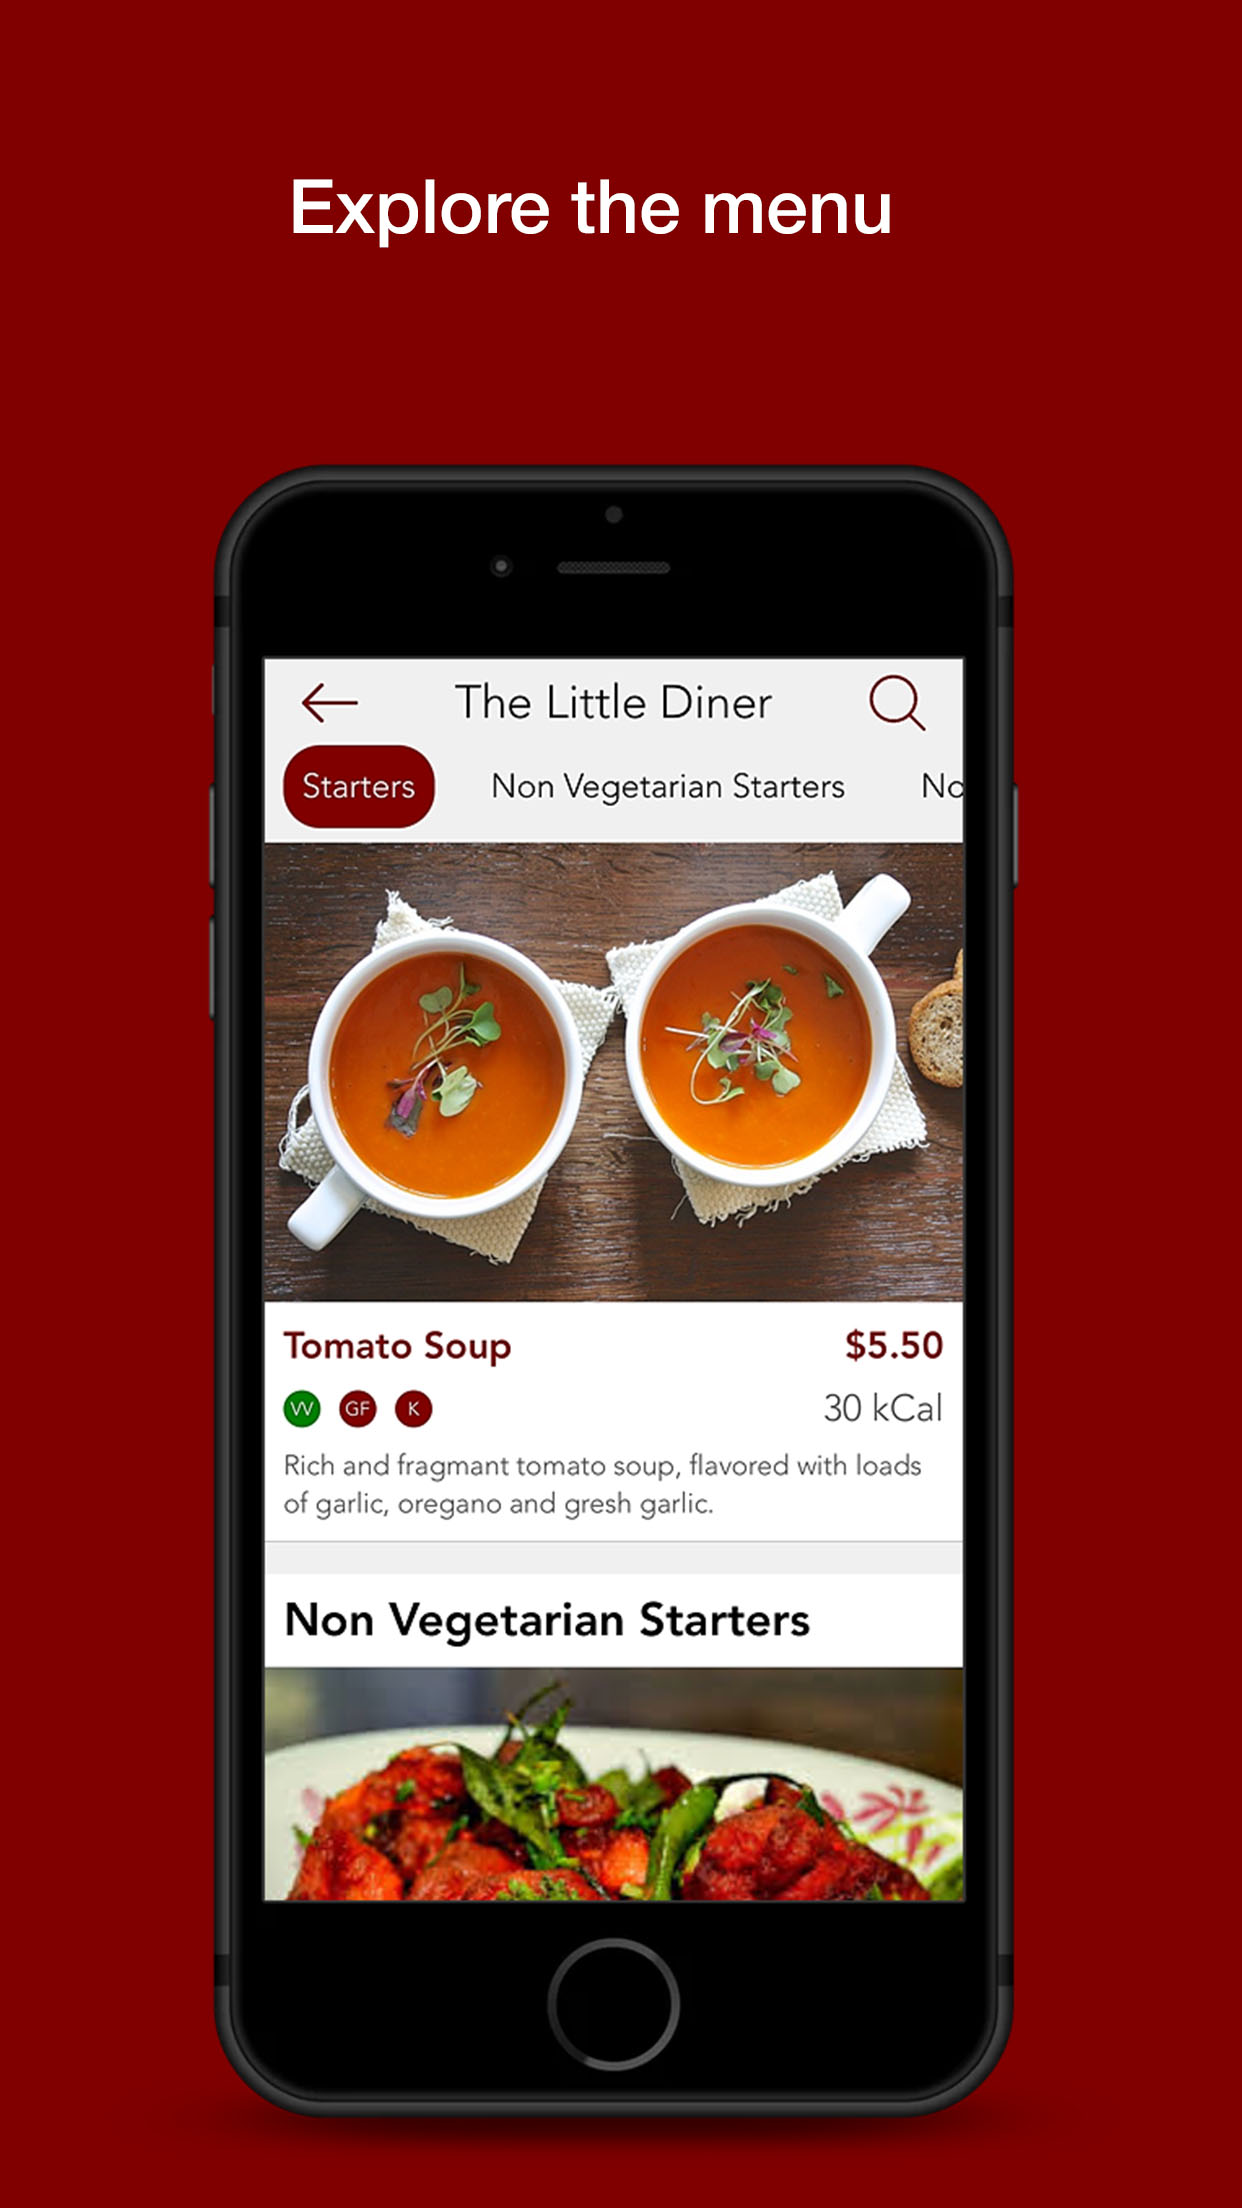 Explore the menu
The Little Diner
Starters Non Vegetarian Starters No
Tomato Soup $5.50
VV GF K 30 kCal
Rich and fragmant tomato soup, flavored with loads
of garlic, oregano and gresh garlic.
Non Vegetarian Starters